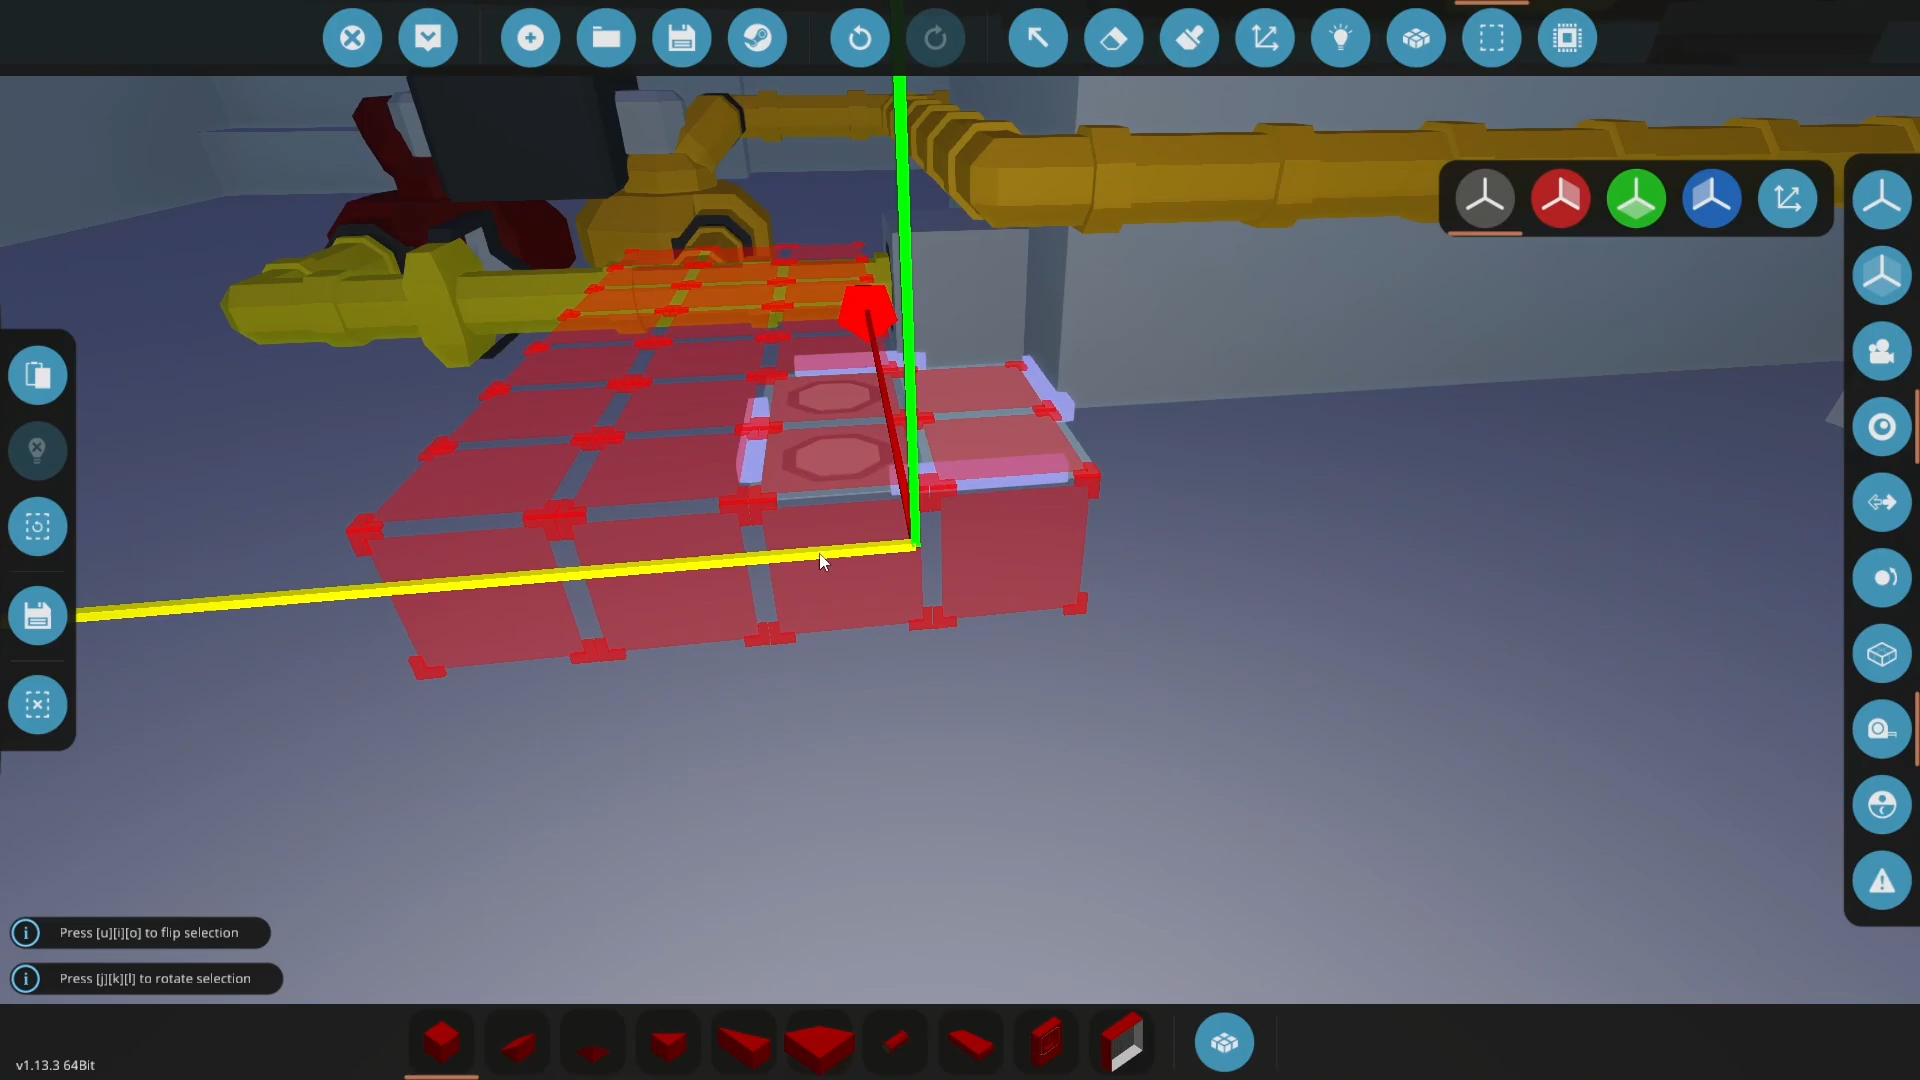 Press [u][i][o] to flip selection
Press [j][k][l] to rotate selection
v1.13.3 64Bit